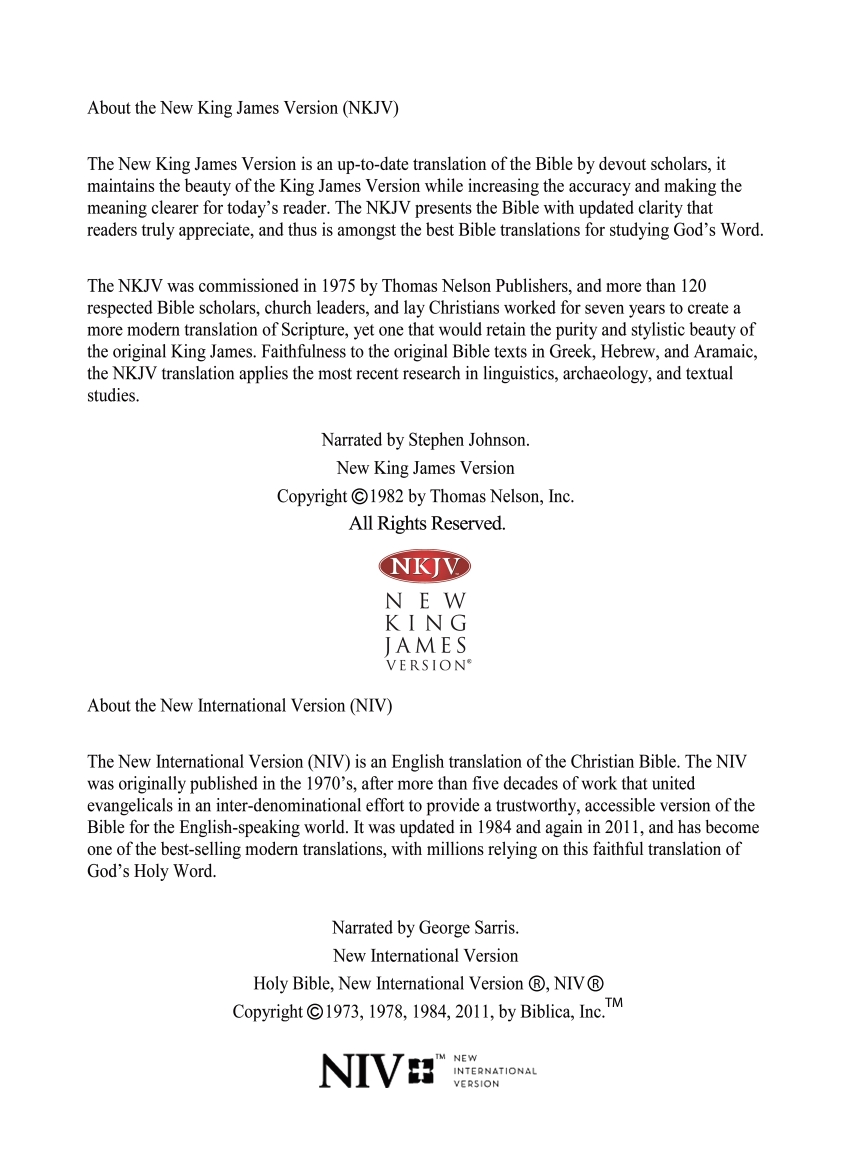 About the New King James Version (NKJV)
The New King James Version is an up-to-date translation of the Bible by devout scholars, it
maintains the beauty of the King James Version while increasing the accuracy and making the
meaning clearer for today’s reader. The NKJV presents the Bible with updated clarity that
readers truly appreciate, and thus is amongst the best Bible translations for studying God’s Word.
The NKJV was commissioned in 1975 by Thomas Nelson Publishers, and more than 120
respected Bible scholars, church leaders, and lay Christians worked for seven years to create a
more modern translation of Scripture, yet one that would retain the purity and stylistic beauty of
the original King James. Faithfulness to the original Bible texts in Greek, Hebrew, and Aramaic,
the NKJV translation applies the most recent research in linguistics, archaeology, and textual
studies.
Narrated by Stephen Johnson.
New King James Version
Copyright ©1982 by Thomas Nelson, Inc.
All Rights Reserved.
NKJV™
NEW
KING
JAMES
VERSION®
About the New International Version (NIV)
The New International Version (NIV) is an English translation of the Christian Bible. The NIV
was originally published in the 1970’s, after more than five decades of work that united
evangelicals in an inter-denominational effort to provide a trustworthy, accessible version of the
Bible for the English-speaking world. It was updated in 1984 and again in 2011, and has become
one of the best-selling modern translations, with millions relying on this faithful translation of
God’s Holy Word.
Narrated by George Sarris.
New International Version
Holy Bible, New International Version ®, NIV®
Copyright ©1973, 1978, 1984, 2011, by Biblica, Inc.™
NIV™ NEW
INTERNATIONAL
VERSION